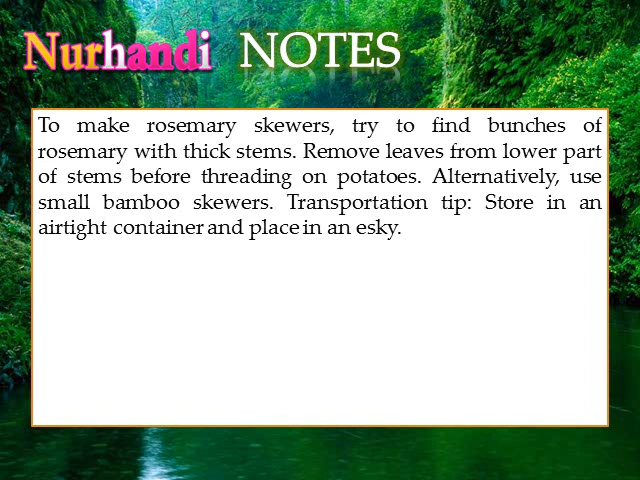 Nurhandi NOTES
To make rosemary skewers, try to find bunches of
rosemary with thick stems. Remove leaves from lower part
of stems before threading on potatoes. Alternatively, use
small bamboo skewers. Transportation tip: Store in an
airtight container and place in an esky.